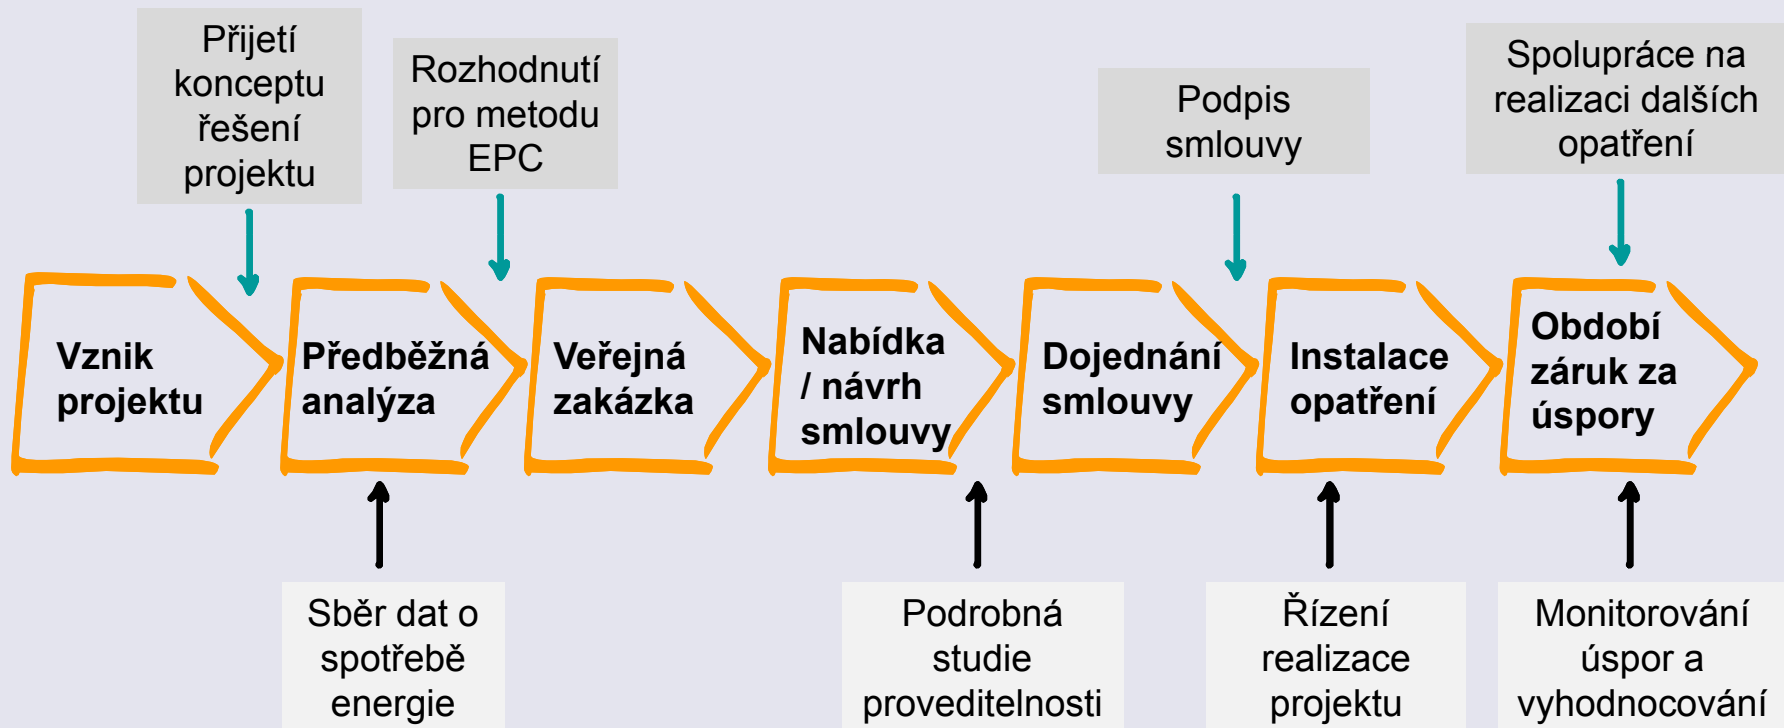 Přijetí
konceptu
řešení
projektu
Rozhodnutí
pro metodu
EPC
Podpis
smlouvy
Spolupráce na
realizaci dalších
opatření
Vznik
projektu
Předběžná
analýza
Veřejná
zakázka
Nabídka
/ návrh
smlouvy
Dojednání
smlouvy
Instalace
opatření
Období
záruk za
úspory
Sběr dat o
spotřebě
energie
Podrobná
studie
proveditelnosti
Řízení
realizace
projektu
Monitorování
úspor a
vyhodnocování